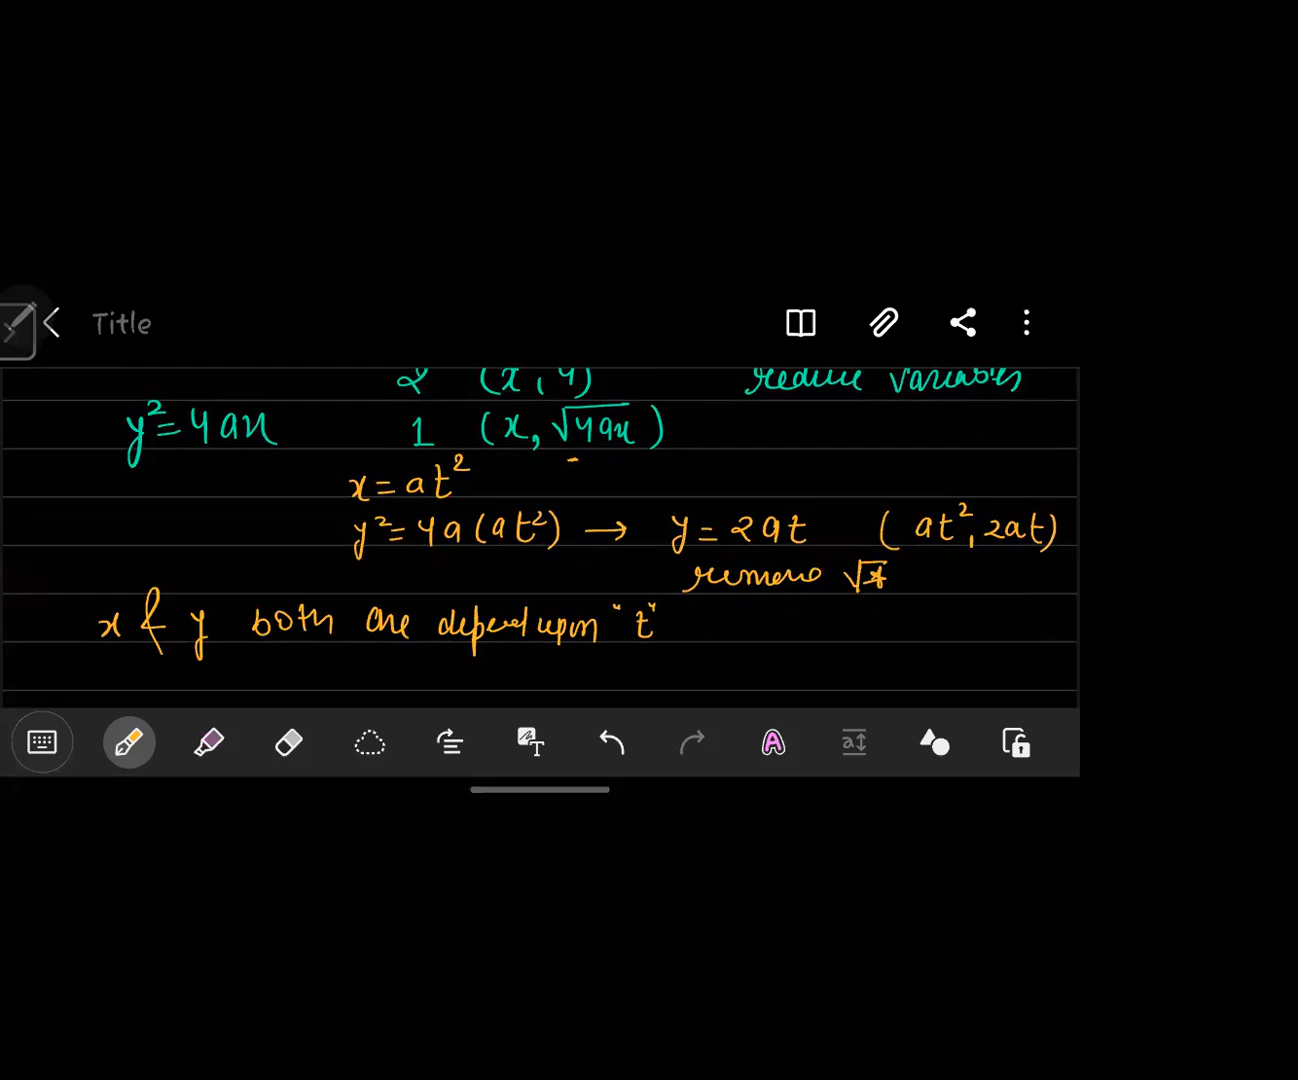 Title
2 (x, y) reduce variables
y² = 4ax 1 (x, √4ax)
x = at²
y² = 4a(at²) → y = 2at (at², 2at)
x & y both are depend upon "t"